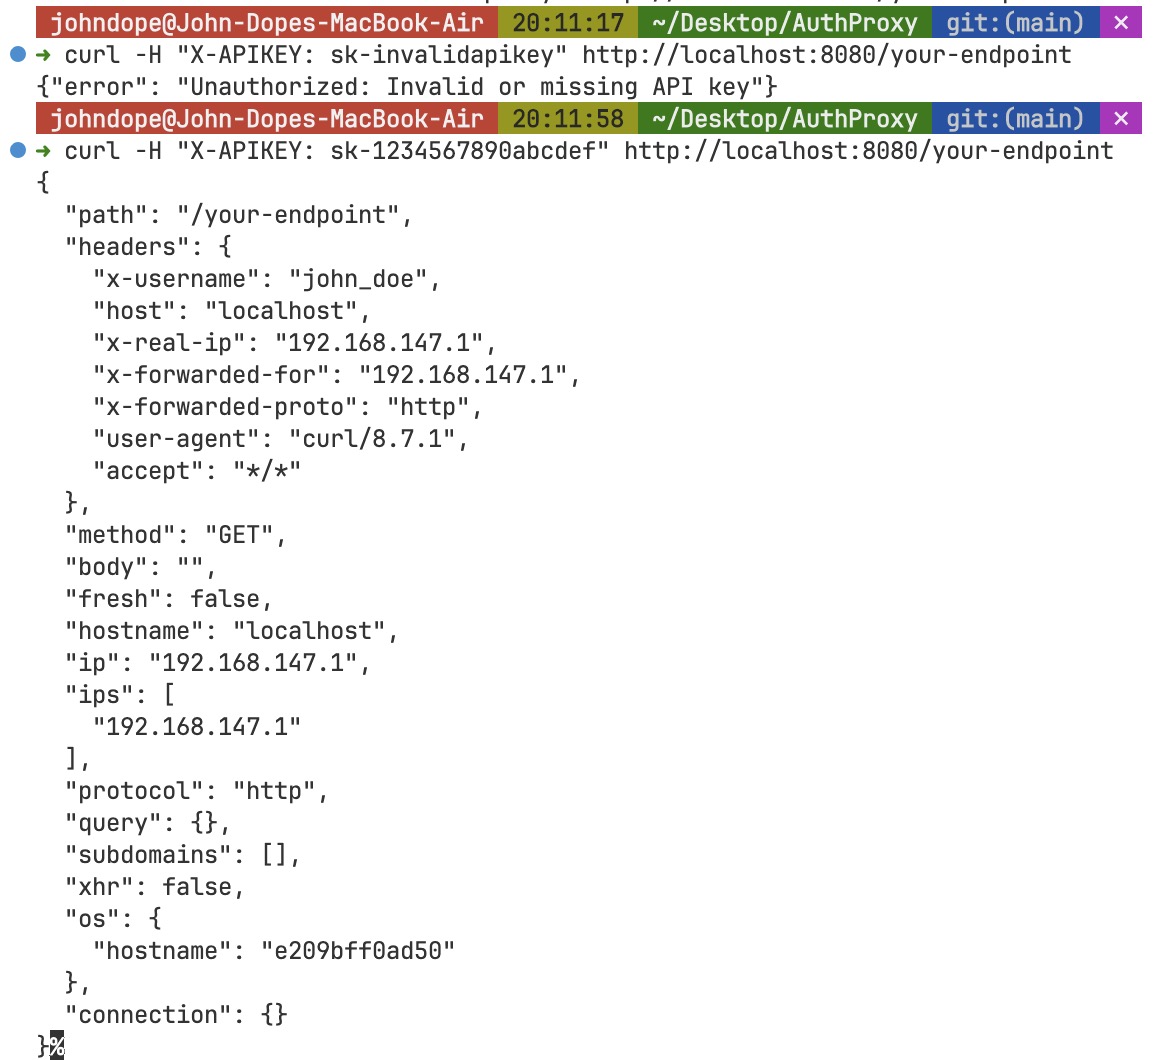 johndope@John-Dopes-MacBook-Air 20:11:17 ~/Desktop/AuthProxy git:(main) ×
➜ curl -H "X-APIKEY: sk-invalidapikey" http://localhost:8080/your-endpoint
{"error": "Unauthorized: Invalid or missing API key"}
johndope@John-Dopes-MacBook-Air 20:11:58 ~/Desktop/AuthProxy git:(main) ×
➜ curl -H "X-APIKEY: sk-1234567890abcdef" http://localhost:8080/your-endpoint
{
  "path": "/your-endpoint",
  "headers": {
    "x-username": "john_doe",
    "host": "localhost",
    "x-real-ip": "192.168.147.1",
    "x-forwarded-for": "192.168.147.1",
    "x-forwarded-proto": "http",
    "user-agent": "curl/8.7.1",
    "accept": "*/*"
  },
  "method": "GET",
  "body": "",
  "fresh": false,
  "hostname": "localhost",
  "ip": "192.168.147.1",
  "ips": [
    "192.168.147.1"
  ],
  "protocol": "http",
  "query": {},
  "subdomains": [],
  "xhr": false,
  "os": {
    "hostname": "e209bff0ad50"
  },
  "connection": {}
}%